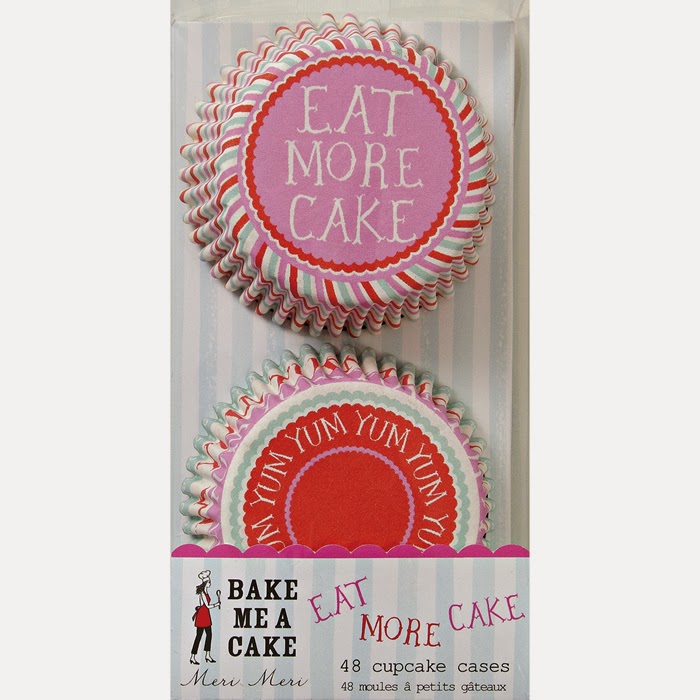 EAT
MORE
CAKE
YUM YUM YUM YUM YUM YUM
BAKE
ME A
CAKE
Meri Meri
EAT
MORE
CAKE
48 cupcake cases
48 moules â petits gâteaux